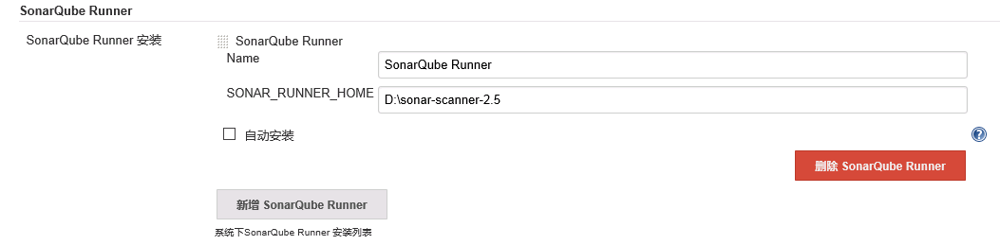 SonarQube Runner
SonarQube Runner 安装
SonarQube Runner
Name
SonarQube Runner
SONAR_RUNNER_HOME
D:\sonar-scanner-2.5
自动安装
?
删除 SonarQube Runner
新增 SonarQube Runner
系统下SonarQube Runner 安装列表